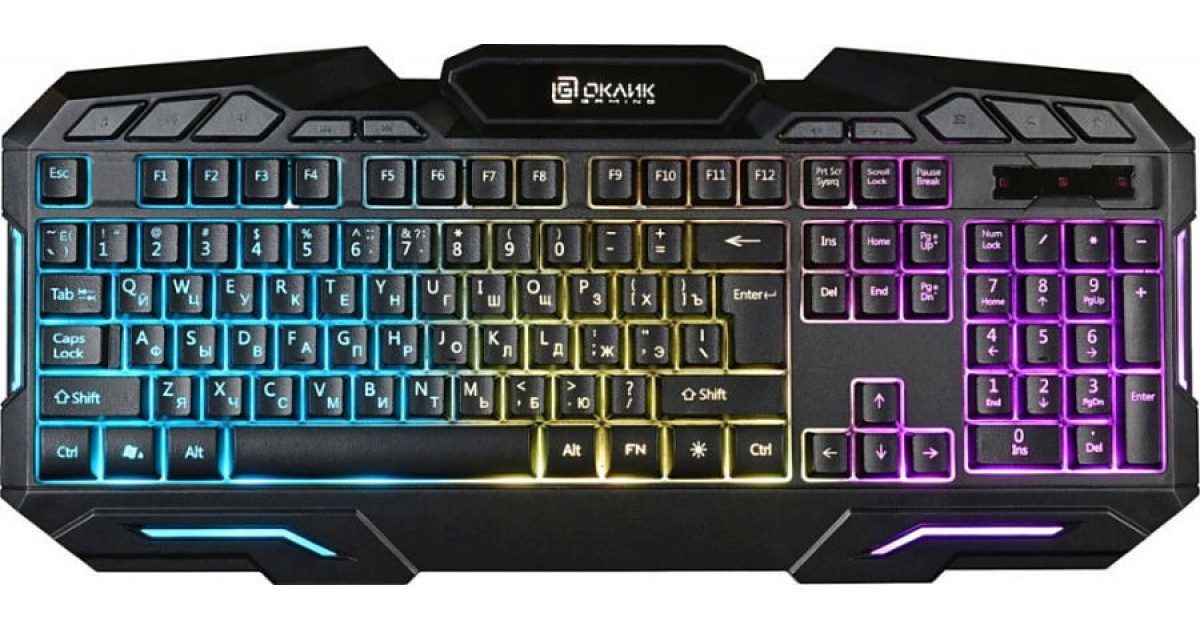 ОКЛИК
GAMING
Esc F1 F2 F3 F4 F5 F6 F7 F8 F9 F10 F11 F12 Prt Scr Sysrq Scroll Lock Pause Break
~ ` Ё ( \ ) ! 1 @ 2 # 3 $ 4 % 5 ^ 6 : ; & 7 ? . * 8 ( 9 ) 0 _ - + = ← Ins Home Pg Up Num Lock / * -
Tab Q Й W Ц E У R К T Е Y Н U Г I Ш O Щ P З { [ Х } ] Ъ Enter Del End Pg Dn 7 Home 8 ↑ 9 PgUp +
Caps Lock A Ф S Ы D В F А G П H Р J О K Л L Д : ; Ж " ' Э | \ 4 ← 5 6 →
Shift Z Я X Ч C С V М B И N Т M Ь < , Б > . Ю ? / Shift ↑ 1 End 2 ↓ 3 PgDn Enter
Ctrl Alt Alt FN Ctrl ← ↓ → 0 Ins . Del